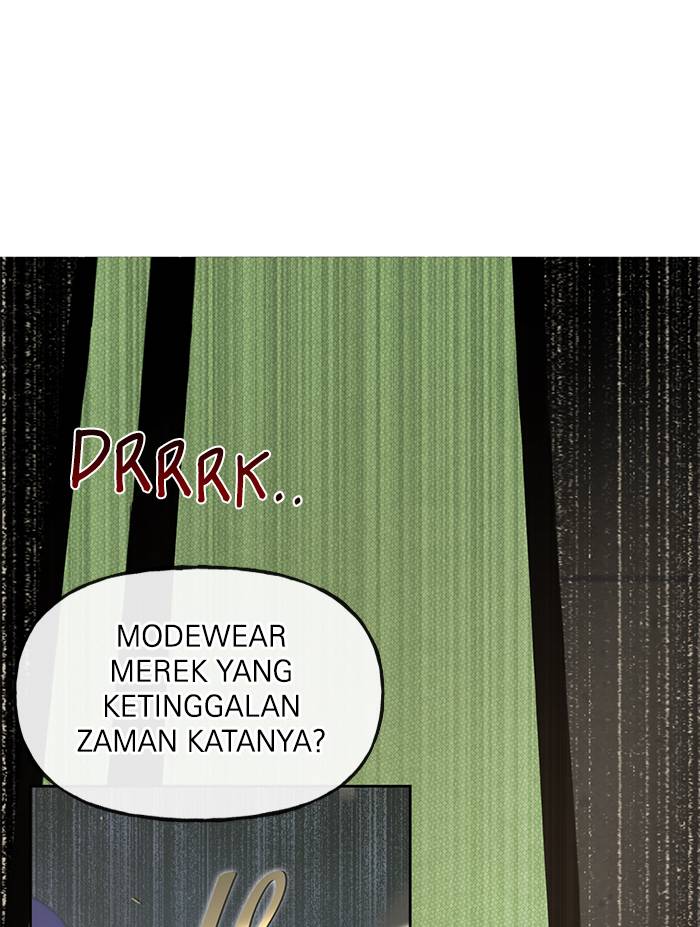 DRRRK..
MODEWEAR
MEREK YANG
KETINGGALAN
ZAMAN KATANYA?